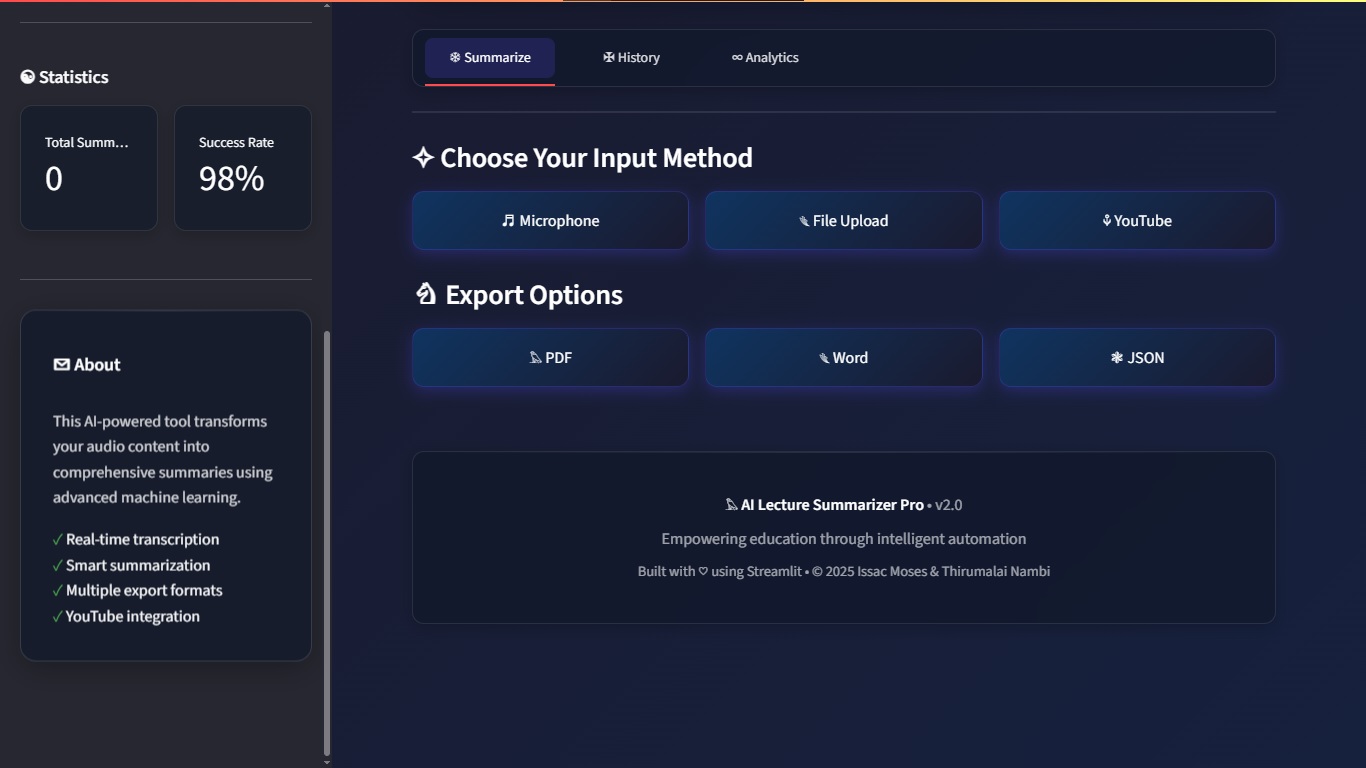 ☯ Statistics
Total Summ...
0
Success Rate
98%
✉ About
This AI-powered tool transforms
your audio content into
comprehensive summaries using
advanced machine learning.
✓ Real-time transcription
✓ Smart summarization
✓ Multiple export formats
✓ YouTube integration
❄ Summarize
✠ History
∞ Analytics
✧ Choose Your Input Method
♬ Microphone
File Upload
YouTube
Export Options
PDF
Word
JSON
AI Lecture Summarizer Pro • v2.0
Empowering education through intelligent automation
Built with ♡ using Streamlit • © 2025 Issac Moses & Thirumalai Nambi